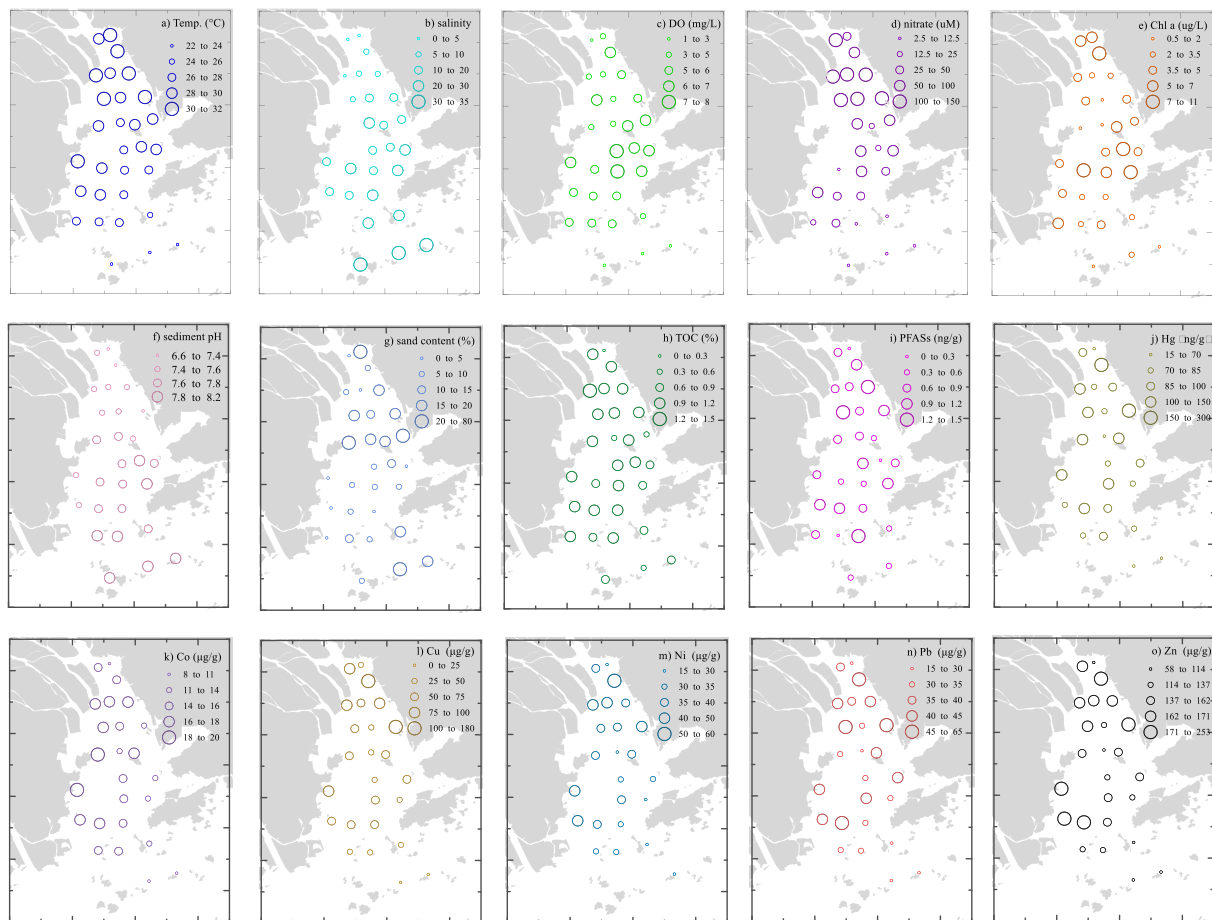 a) Temp. (°C)
22 to 24
24 to 26
26 to 28
28 to 30
30 to 32
b) salinity
0 to 5
5 to 10
10 to 20
20 to 30
30 to 35
c) DO (mg/L)
1 to 3
3 to 5
5 to 6
6 to 7
7 to 8
d) nitrate (uM)
2.5 to 12.5
12.5 to 25
25 to 50
50 to 100
100 to 150
e) Chl a (ug/L)
0.5 to 2
2 to 3.5
3.5 to 5
5 to 7
7 to 11
f) sediment pH
6.6 to 7.4
7.4 to 7.6
7.6 to 7.8
7.8 to 8.2
g) sand content (%)
0 to 5
5 to 10
10 to 15
15 to 20
20 to 80
h) TOC (%)
0 to 0.3
0.3 to 0.6
0.6 to 0.9
0.9 to 1.2
1.2 to 1.5
i) PFASs (ng/g)
0 to 0.3
0.3 to 0.6
0.6 to 0.9
0.9 to 1.2
1.2 to 1.5
j) Hg □ng/g□
15 to 70
70 to 85
85 to 100
100 to 150
150 to 300
k) Co (μg/g)
8 to 11
11 to 14
14 to 16
16 to 18
18 to 20
l) Cu (μg/g)
0 to 25
25 to 50
50 to 75
75 to 100
100 to 180
m) Ni (μg/g)
15 to 30
30 to 35
35 to 40
40 to 50
50 to 60
n) Pb (μg/g)
15 to 30
30 to 35
35 to 40
40 to 45
45 to 65
o) Zn (μg/g)
58 to 114
114 to 137
137 to 162
162 to 171
171 to 253